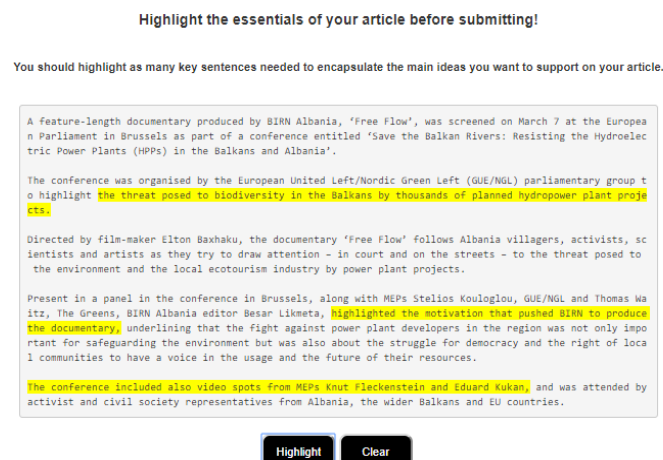 Highlight the essentials of your article before submitting!
You should highlight as many key sentences needed to encapsulate the main ideas you want to support on your article.
A feature-length documentary produced by BIRN Albania, ‘Free Flow’, was screened on March 7 at the Europea
n Parliament in Brussels as part of a conference entitled ‘Save the Balkan Rivers: Resisting the Hydroelec
tric Power Plants (HPPs) in the Balkans and Albania’.
The conference was organised by the European United Left/Nordic Green Left (GUE/NGL) parliamentary group t
o highlight the threat posed to biodiversity in the Balkans by thousands of planned hydropower plant proje
cts.
Directed by film-maker Elton Baxhaku, the documentary ‘Free Flow’ follows Albania villagers, activists, sc
ientists and artists as they try to draw attention – in court and on the streets – to the threat posed to
the environment and the local ecotourism industry by power plant projects.
Present in a panel in the conference in Brussels, along with MEPs Stelios Kouloglou, GUE/NGL and Thomas Wa
itz, The Greens, BIRN Albania editor Besar Likmeta, highlighted the motivation that pushed BIRN to produce
the documentary, underlining that the fight against power plant developers in the region was not only impo
rtant for safeguarding the environment but was also about the struggle for democracy and the right of loca
l communities to have a voice in the usage and the future of their resources.
The conference included also video spots from MEPs Knut Fleckenstein and Eduard Kukan, and was attended by
activist and civil society representatives from Albania, the wider Balkans and EU countries.
Highlight Clear